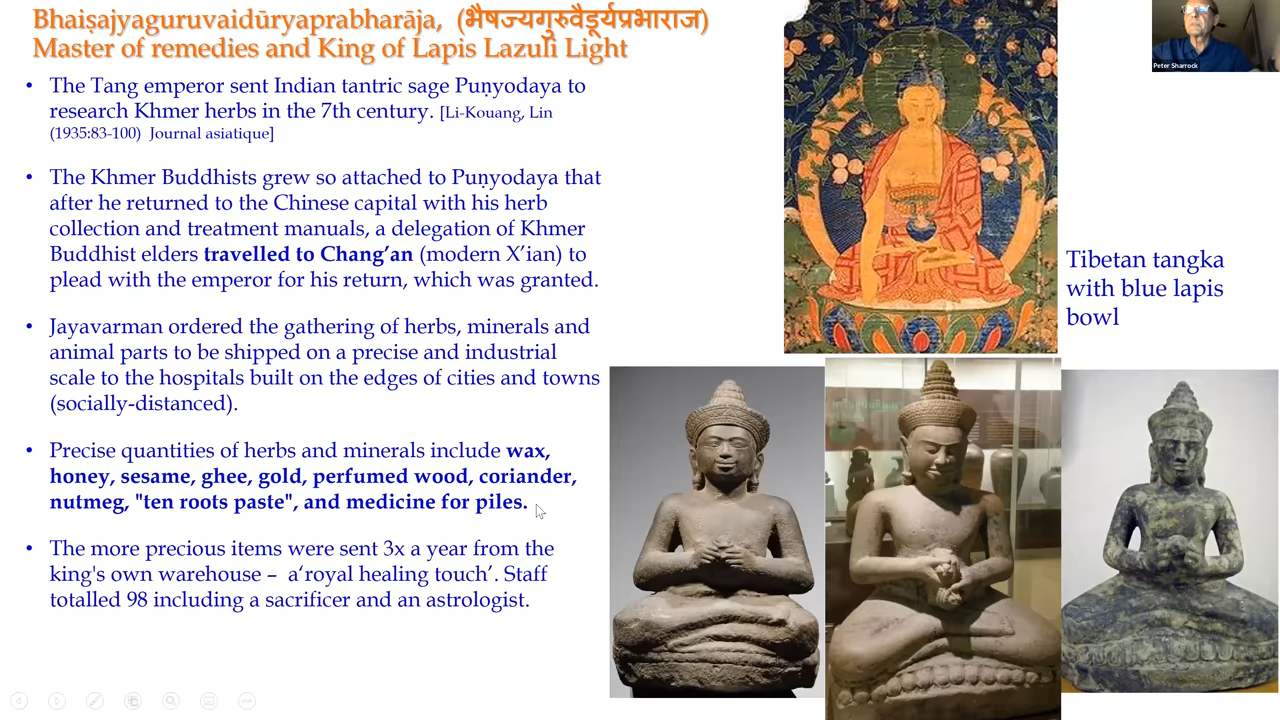 Bhaiṣajyaguruvaidūryaprabharāja, (भैषज्यगुरुवैडूर्यप्रभाराज)
Master of remedies and King of Lapis Lazuli Light
• The Tang emperor sent Indian tantric sage Puṇyodaya to
research Khmer herbs in the 7th century. [Li-Kouang, Lin
(1935:83-100) Journal asiatique]
• The Khmer Buddhists grew so attached to Puṇyodaya that
after he returned to the Chinese capital with his herb
collection and treatment manuals, a delegation of Khmer
Buddhist elders travelled to Chang’an (modern X’ian) to
plead with the emperor for his return, which was granted.
• Jayavarman ordered the gathering of herbs, minerals and
animal parts to be shipped on a precise and industrial
scale to the hospitals built on the edges of cities and towns
(socially-distanced).
• Precise quantities of herbs and minerals include wax,
honey, sesame, ghee, gold, perfumed wood, coriander,
nutmeg, "ten roots paste", and medicine for piles.
• The more precious items were sent 3x a year from the
king's own warehouse – a‘royal healing touch’. Staff
totalled 98 including a sacrificer and an astrologist.
Tibetan tangka
with blue lapis
bowl
Peter Sharrock